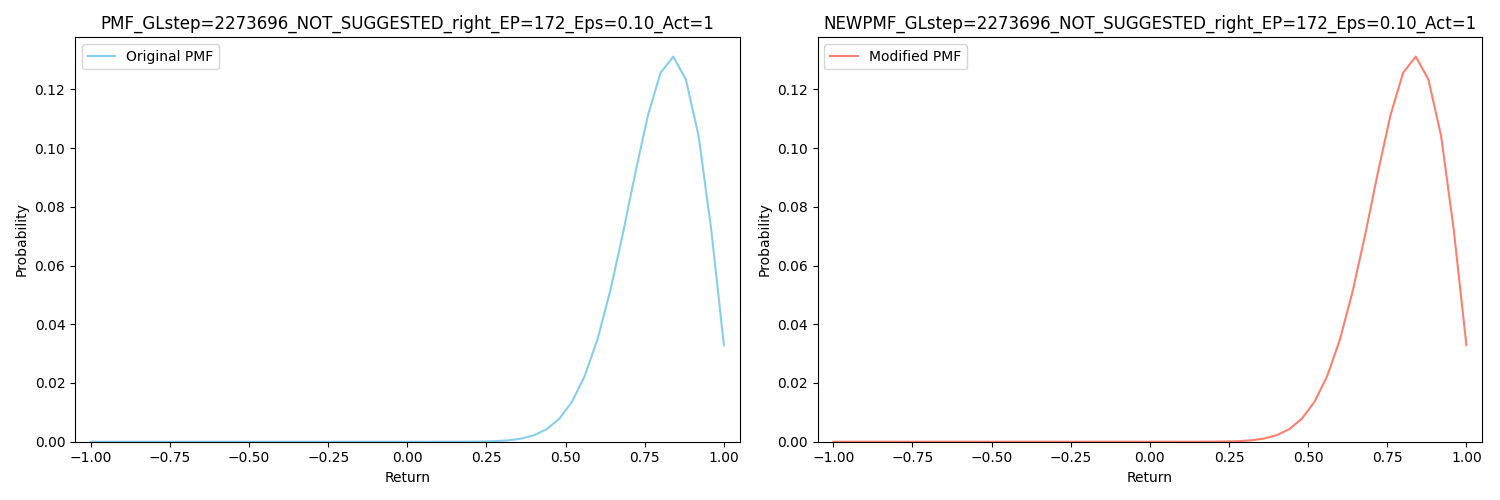 PMF_GLstep=2273696_NOT_SUGGESTED_right_EP=172_Eps=0.10_Act=1
Original PMF
Probability
0.12
0.10
0.08
0.06
0.04
0.02
0.00
−1.00 −0.75 −0.50 −0.25 0.00 0.25 0.50 0.75 1.00
Return
NEWPMF_GLstep=2273696_NOT_SUGGESTED_right_EP=172_Eps=0.10_Act=1
Modified PMF
Probability
0.12
0.10
0.08
0.06
0.04
0.02
0.00
−1.00 −0.75 −0.50 −0.25 0.00 0.25 0.50 0.75 1.00
Return